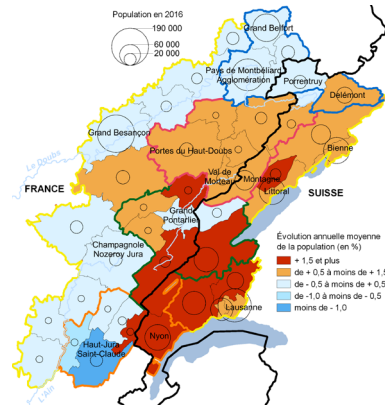 Population en 2016
190 000
60 000
20 000
Grand Belfort
Pays de Montbéliard
Agglomération
Porrentruy
Delémont
Grand Besançon
Le Doubs
Portes du Haut-Doubs
Bienne
Val de
Morteau
Montagne
FRANCE
Littoral
SUISSE
Grand
Pontarlier
Champagnole
Nozeroy Jura
Évolution annuelle moyenne
de la population (en %)
+ 1,5 et plus
de + 0,5 à moins de + 1,5
de - 0,5 à moins de + 0,5
de -1,0 à moins de - 0,5
moins de - 1,0
Lausanne
Nyon
Haut-Jura
Saint-Claude
L'Ain